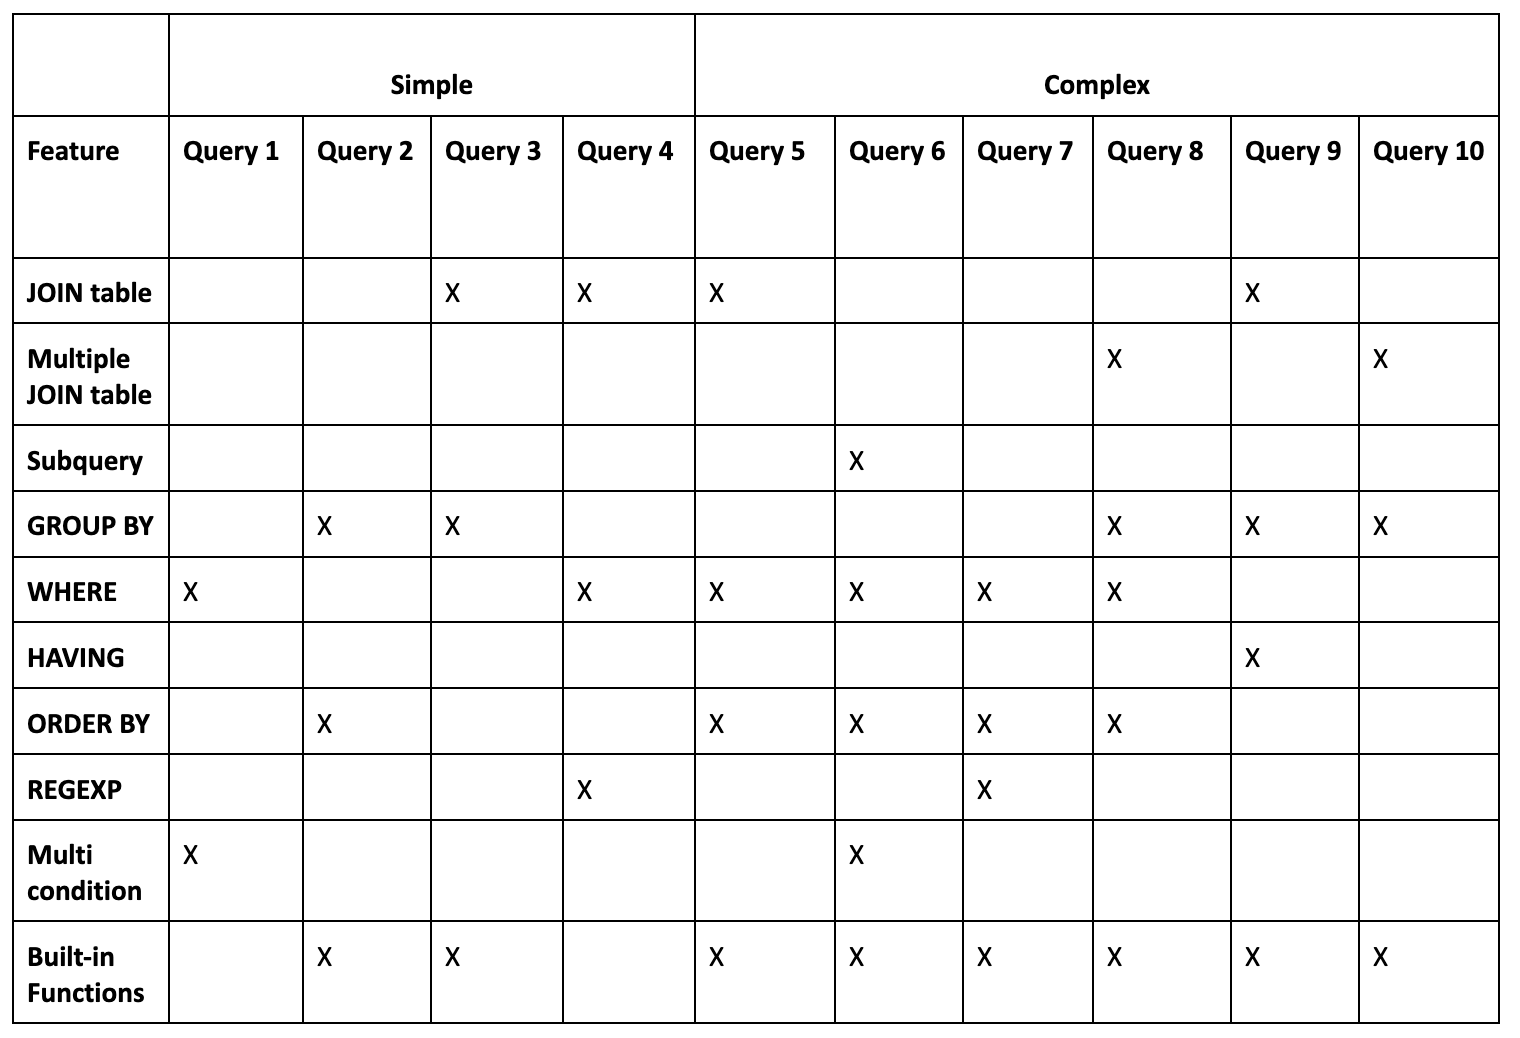 Simple Complex
Feature Query 1 Query 2 Query 3 Query 4 Query 5 Query 6 Query 7 Query 8 Query 9 Query 10
JOIN table X X X X
Multiple X X
JOIN table
Subquery X
GROUP BY X X X X X
WHERE X X X X X X
HAVING X
ORDER BY X X X X X
REGEXP X X
Multi X X
condition
Built-in X X X X X X X X
Functions